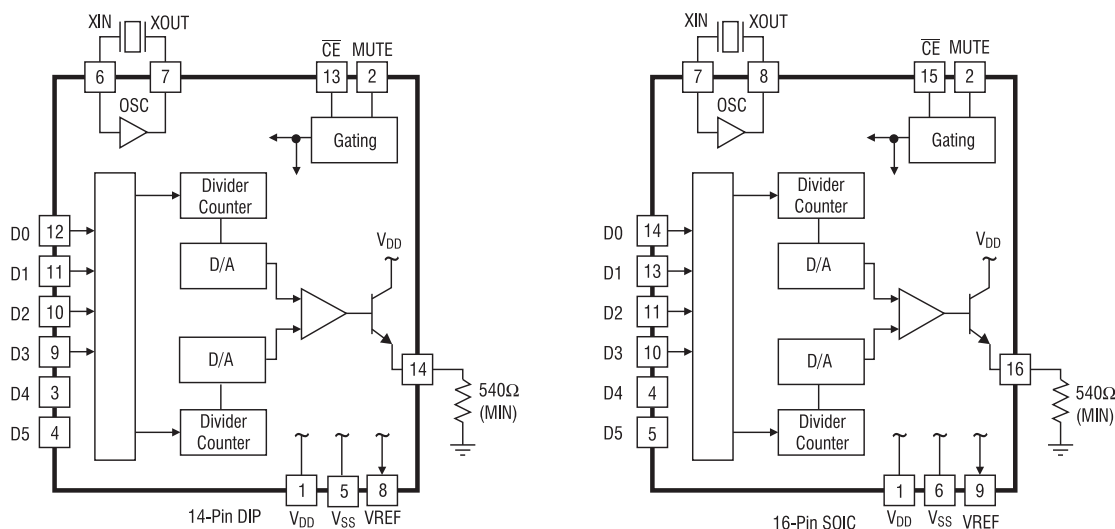 XIN XOUT
CE MUTE
6 7
13 2
OSC
Gating
Divider
Counter
D0 12
VDD
D1 11
D/A
D2 10
D3 9
D/A
14
D4 3
540Ω
(MIN)
D5 4
Divider
Counter
1 5 8
14-Pin DIP
VDD VSS VREF
XIN XOUT
CE MUTE
7 8
15 2
OSC
Gating
Divider
Counter
D0 14
VDD
D1 13
D/A
D2 11
D3 10
D/A
16
D4 4
540Ω
(MIN)
D5 5
Divider
Counter
1 6 9
16-Pin SOIC
VDD VSS VREF